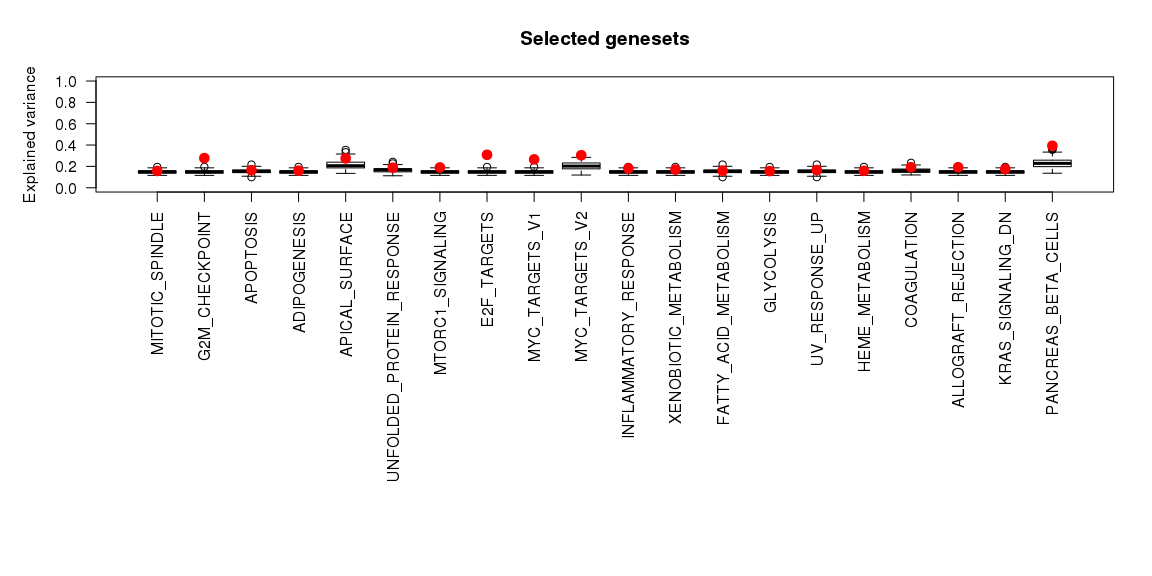 Selected genesets
Explained variance
1.0
0.8
0.6
0.4
0.2
0.0
MITOTIC_SPINDLE
G2M_CHECKPOINT
APOPTOSIS
ADIPOGENESIS
APICAL_SURFACE
UNFOLDED_PROTEIN_RESPONSE
MTORC1_SIGNALING
E2F_TARGETS
MYC_TARGETS_V1
MYC_TARGETS_V2
INFLAMMATORY_RESPONSE
XENOBIOTIC_METABOLISM
FATTY_ACID_METABOLISM
GLYCOLYSIS
UV_RESPONSE_UP
HEME_METABOLISM
COAGULATION
ALLOGRAFT_REJECTION
KRAS_SIGNALING_DN
PANCREAS_BETA_CELLS